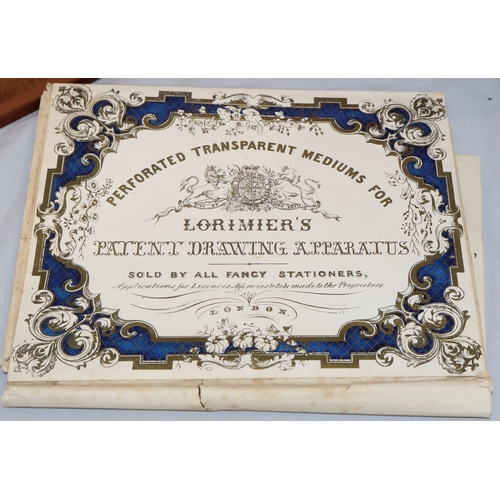 PERFORATED TRANSPARENT MEDIUMS FOR
LORIMIER'S
PATENT DRAWING APPARATUS
SOLD BY ALL FANCY STATIONERS,
Applications for Licences, Agencies &c to be made to the Proprietors.
LONDON.